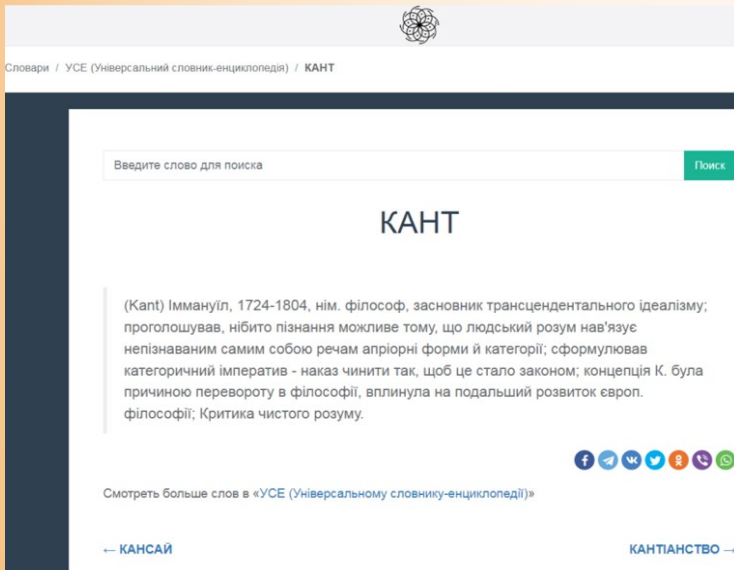 Словари / УСЕ (Універсальний словник-енциклопедія) / КАНТ
Введите слово для поиска
Поиск
КАНТ
(Kant) Іммануїл, 1724-1804, нім. філософ, засновник трансцендентального ідеалізму;
проголошував, нібито пізнання можливе тому, що людський розум нав'язує
непізнаваним самим собою речам апріорні форми й категорії; сформулював
категоричний імператив - наказ чинити так, щоб це стало законом; концепція К. була
причиною перевороту в філософії, вплинула на подальший розвиток європ.
філософії; Критика чистого розуму.
Смотреть больше слов в «УСЕ (Універсальному словнику-енциклопедії)»
← КАНСАЙ
КАНТІАНСТВО →